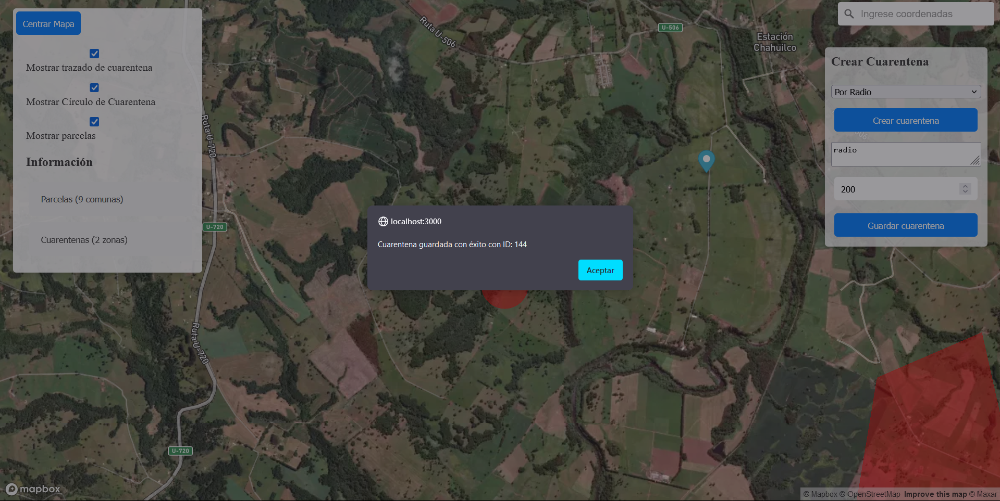 Centrar Mapa
Mostrar trazado de cuarentena
Mostrar Círculo de Cuarentena
Mostrar parcelas
Información
Parcelas (9 comunas)
Cuarentenas (2 zonas)
Ruta U-506
U-506
Estación
Chahuilco
Ruta U-720
U-720
Ruta U-720
U-720
localhost:3000
Cuarentena guardada con éxito con ID: 144
Aceptar
Ingrese coordenadas
Crear Cuarentena
Por Radio
Crear cuarentena
radio
200
Guardar cuarentena
mapbox
© Mapbox © OpenStreetMap Improve this map © Maxar